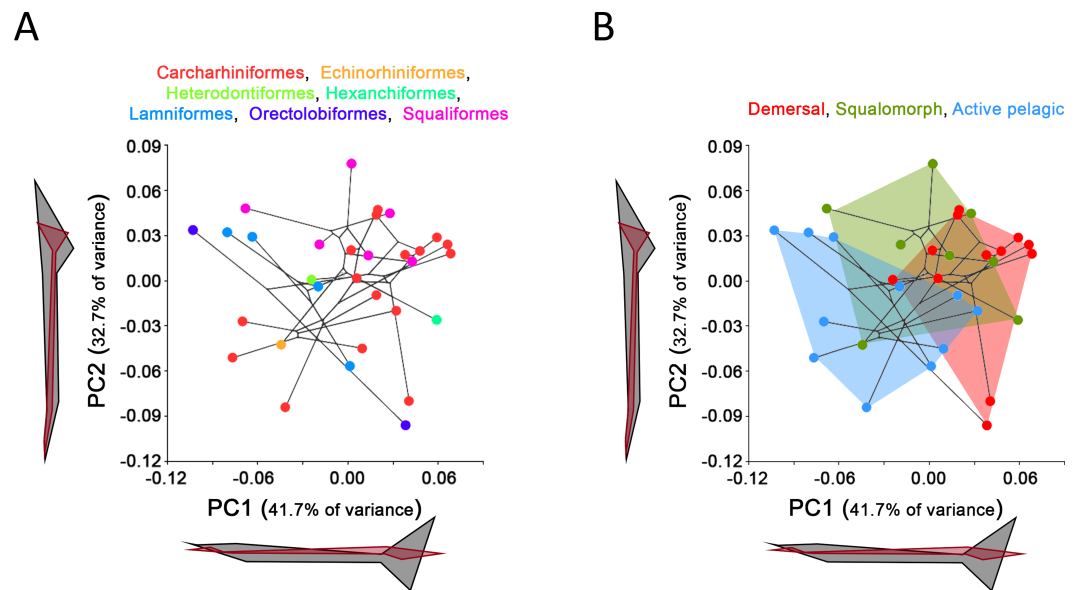 A
B
Carcharhiniformes, Echinorhiniformes,
Heterodontiformes, Hexanchiformes,
Lamniformes, Orectolobiformes, Squaliformes
Demersal, Squalomorph, Active pelagic
0.09
0.06
0.03
0.00
-0.03
-0.06
-0.09
-0.12
PC2 (32.7% of variance)
-0.12
-0.06
0.00
0.06
PC1 (41.7% of variance)
0.09
0.06
0.03
0.00
-0.03
-0.06
-0.09
-0.12
PC2 (32.7% of variance)
-0.12
-0.06
0.00
0.06
PC1 (41.7% of variance)